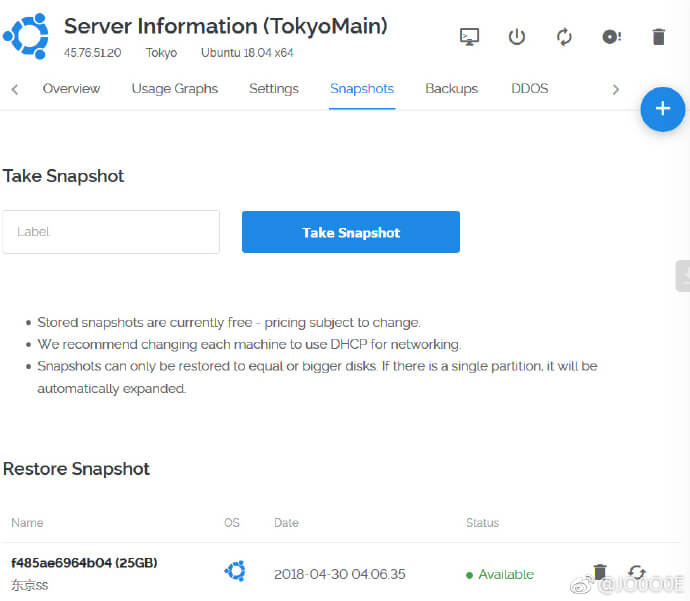 Server Information (TokyoMain)
45.76.51.20 Tokyo Ubuntu 18.04 x64
Overview Usage Graphs Settings Snapshots Backups DDOS
Take Snapshot
Label Take Snapshot
Stored snapshots are currently free - pricing subject to change.
We recommend changing each machine to use DHCP for networking.
Snapshots can only be restored to equal or bigger disks. If there is a single partition, it will be
automatically expanded.
Restore Snapshot
Name OS Date Status
f485ae6964b04 (25GB)
2018-04-30 04:06:35 Available
东京ss